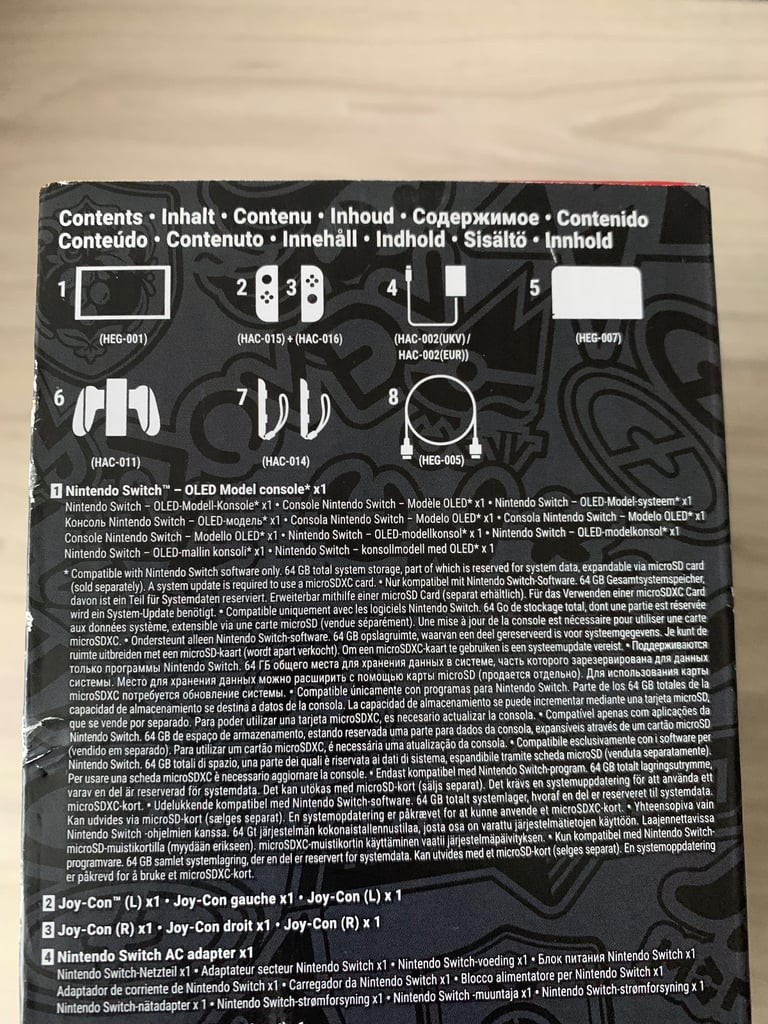 Contents • Inhalt • Contenu • Inhoud • Содержимое • Contenido
Conteúdo • Contenuto • Innehåll • Indhold • Sisältö • Innhold
1 2 3 4 5
(HEG-001) (HAC-015) + (HAC-016) (HAC-002(UKV) / HAC-002(EUR)) (HEG-007)
6 7 8
(HAC-011) (HAC-014) (HEG-005)
1 Nintendo Switch™ – OLED Model console* x1
Nintendo Switch – OLED-Modell-Konsole* x1 • Console Nintendo Switch – Modèle OLED* x1 • Nintendo Switch – OLED-Model-systeem* x1
Консоль Nintendo Switch – OLED-модель* x1 • Consola Nintendo Switch – Modelo OLED* x1 • Consola Nintendo Switch – Modelo OLED* x1
Console Nintendo Switch – Modello OLED* x1 • Nintendo Switch – OLED-modellkonsol* x 1 • Nintendo Switch – OLED-modelkonsol* x1
Nintendo Switch – OLED-mallin konsoli* x1 • Nintendo Switch – konsollmodell med OLED* x 1
* Compatible with Nintendo Switch software only. 64 GB total system storage, part of which is reserved for system data, expandable via microSD card
(sold separately). A system update is required to use a microSDXC card. • Nur kompatibel mit Nintendo Switch-Software. 64 GB Gesamtsystemspeicher,
davon ist ein Teil für Systemdaten reserviert. Erweiterbar mithilfe einer microSD Card (separat erhältlich). Für das Verwenden einer microSDXC Card
wird ein System-Update benötigt. • Compatible uniquement avec les logiciels Nintendo Switch. 64 Go de stockage total, dont une partie est réservée
aux données système, extensible via une carte microSD (vendue séparément). Une mise à jour de la console est nécessaire pour utiliser une carte
microSDXC. • Ondersteunt alleen Nintendo Switch-software. 64 GB opslagruimte, waarvan een deel gereserveerd is voor systeemgegevens. Je kunt de
ruimte uitbreiden met een microSD-kaart (wordt apart verkocht). Om een microSDXC-kaart te gebruiken is een systeemupdate vereist. • Поддерживаются
только программы Nintendo Switch. 64 ГБ общего места для хранения данных в системе, часть которого зарезервирована для данных
системы. Место для хранения данных можно расширить с помощью карты microSD (продается отдельно). Для использования карты
microSDXC потребуется обновление системы. • Compatible únicamente con programas para Nintendo Switch. Parte de los 64 GB totales de la
capacidad de almacenamiento se destina a datos de la consola. La capacidad de almacenamiento se puede incrementar mediante una tarjeta microSD,
que se vende por separado. Para poder utilizar una tarjeta microSDXC, es necesario actualizar la consola. • Compatível apenas com aplicações da
Nintendo Switch. 64 GB de espaço de armazenamento, estando reservada uma parte para dados da consola, expansíveis através de um cartão microSD
(vendido em separado). Para utilizar um cartão microSDXC, é necessária uma atualização da consola. • Compatibile esclusivamente con i software per
Nintendo Switch. 64 GB totali di spazio, una parte dei quali è riservata ai dati di sistema, espandibile tramite scheda microSD (venduta separatamente).
Per usare una scheda microSDXC è necessario aggiornare la console. • Endast kompatibel med Nintendo Switch-program. 64 GB totalt lagringsutrymme,
varav en del är reserverad för systemdata. Det kan utökas med microSD-kort (säljs separat). Det krävs en systemuppdatering för att använda ett
microSDXC-kort. • Udelukkende kompatibel med Nintendo Switch-software. 64 GB totalt systemlager, hvoraf en del er reserveret til systemdata.
Kan udvides via microSD-kort (sælges separat). En systemopdatering er påkrævet for at kunne anvende et microSDXC-kort. • Yhteensopiva vain
Nintendo Switch -ohjelmien kanssa. 64 Gt järjestelmän kokonaistallennustilaa, josta osa on varattu järjestelmätietojen käyttöön. Laajennettavissa
microSD-muistikortilla (myydään erikseen). microSDXC-muistikortin käyttäminen vaatii järjestelmäpäivityksen. • Kun kompatibel med Nintendo Switch-
programvare. 64 GB samlet systemlagring, der en del er reservert for systemdata. Kan utvides med et microSD-kort (selges separat). En systemoppdatering
er påkrevd for å bruke et microSDXC-kort.
2 Joy-Con™ (L) x1 • Joy-Con gauche x1 • Joy-Con (L) x 1
3 Joy-Con (R) x1 • Joy-Con droit x1 • Joy-Con (R) x 1
4 Nintendo Switch AC adapter x1
Nintendo Switch-Netzteil x1 • Adaptateur secteur Nintendo Switch x1 • Nintendo Switch-voeding x1 • Блок питания Nintendo Switch x1
Adaptador de corriente de Nintendo Switch x1 • Carregador da Nintendo Switch x1 • Blocco alimentatore per Nintendo Switch x1
Nintendo Switch-nätadapter x 1 • Nintendo Switch-strømforsyning x1 • Nintendo Switch -muuntaja x1 • Nintendo Switch-strømforsyning x 1